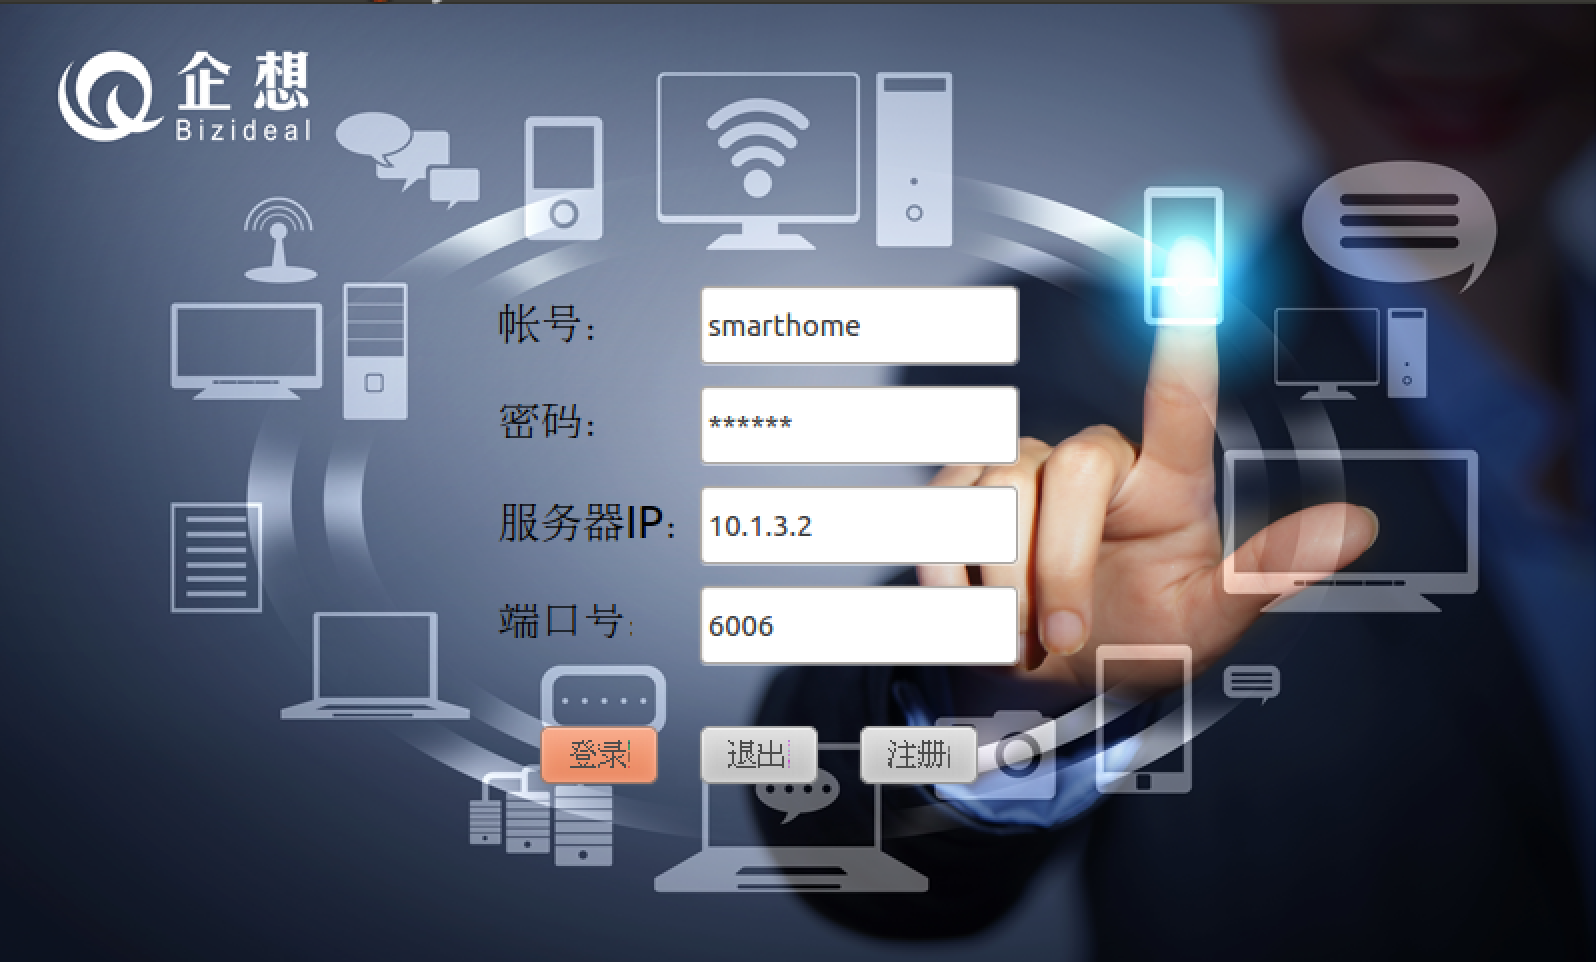 企想
Bizideal
帐号： smarthome
密码： ******
服务器IP： 10.1.3.2
端口号： 6006
登录 退出 注册